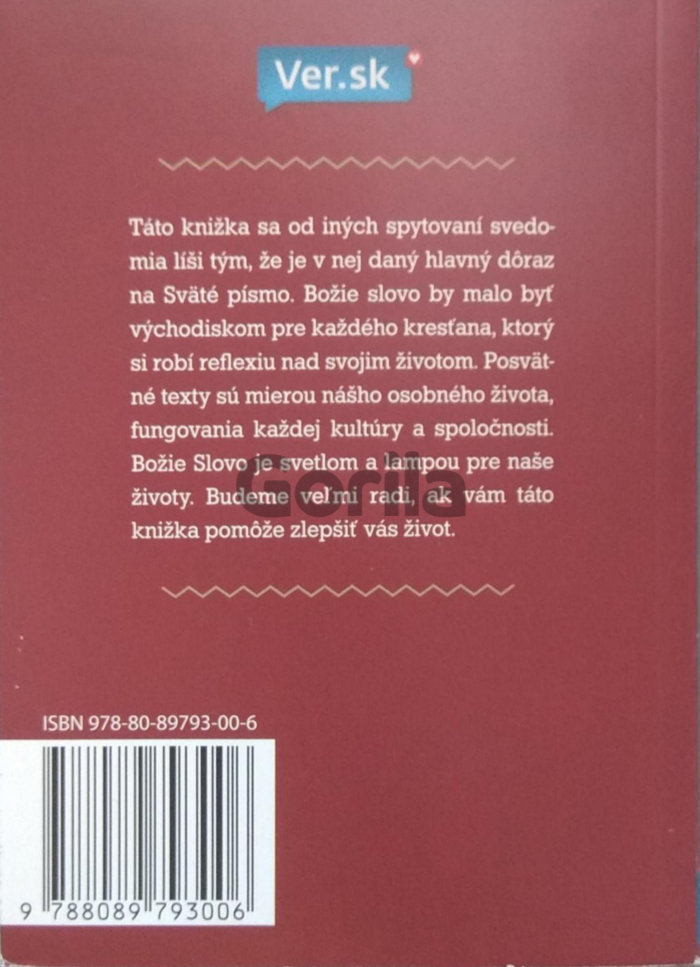 Ver.sk
Táto knižka sa od iných spytovaní svedo-
mia líši tým, že je v nej daný hlavný dôraz
na Sväté písmo. Božie slovo by malo byť
východiskom pre každého kresťana, ktorý
si robí reflexiu nad svojim životom. Posvät-
né texty sú mierou nášho osobného života,
fungovania každej kultúry a spoločnosti.
Božie Slovo je svetlom a lampou pre naše
životy. Budeme veľmi radi, ak vám táto
knižka pomôže zlepšiť vás život.
Gorila
ISBN 978-80-89793-00-6
9 788089 793006